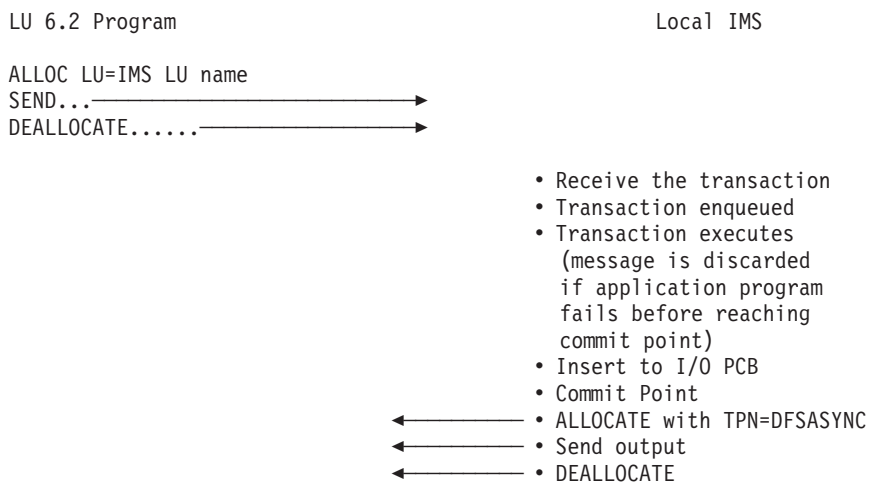 LU 6.2 Program Local IMS
ALLOC LU=IMS LU name
SEND...
DEALLOCATE......
• Receive the transaction
• Transaction enqueued
• Transaction executes
(message is discarded
if application program
fails before reaching
commit point)
• Insert to I/O PCB
• Commit Point
• ALLOCATE with TPN=DFSASYNC
• Send output
• DEALLOCATE